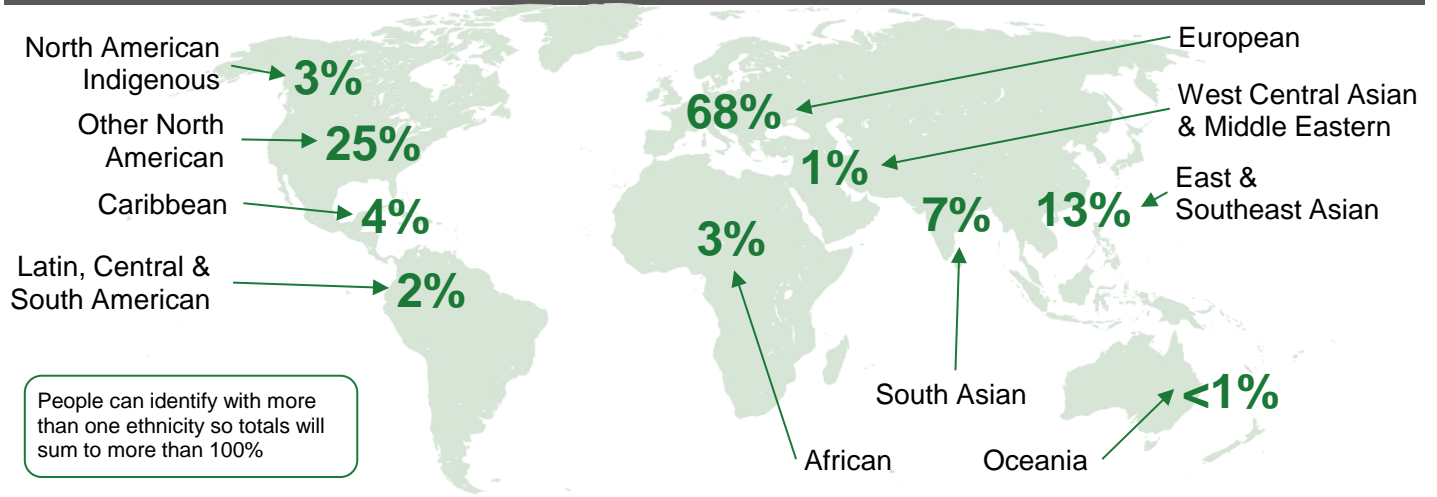 North American
Indigenous
3%
Other North
American
25%
Caribbean
4%
Latin, Central &
South American
2%
People can identify with more
than one ethnicity so totals will
sum to more than 100%
European
68%
West Central Asian
& Middle Eastern
1%
East &
Southeast Asian
13%
7%
South Asian
3%
African
<1%
Oceania